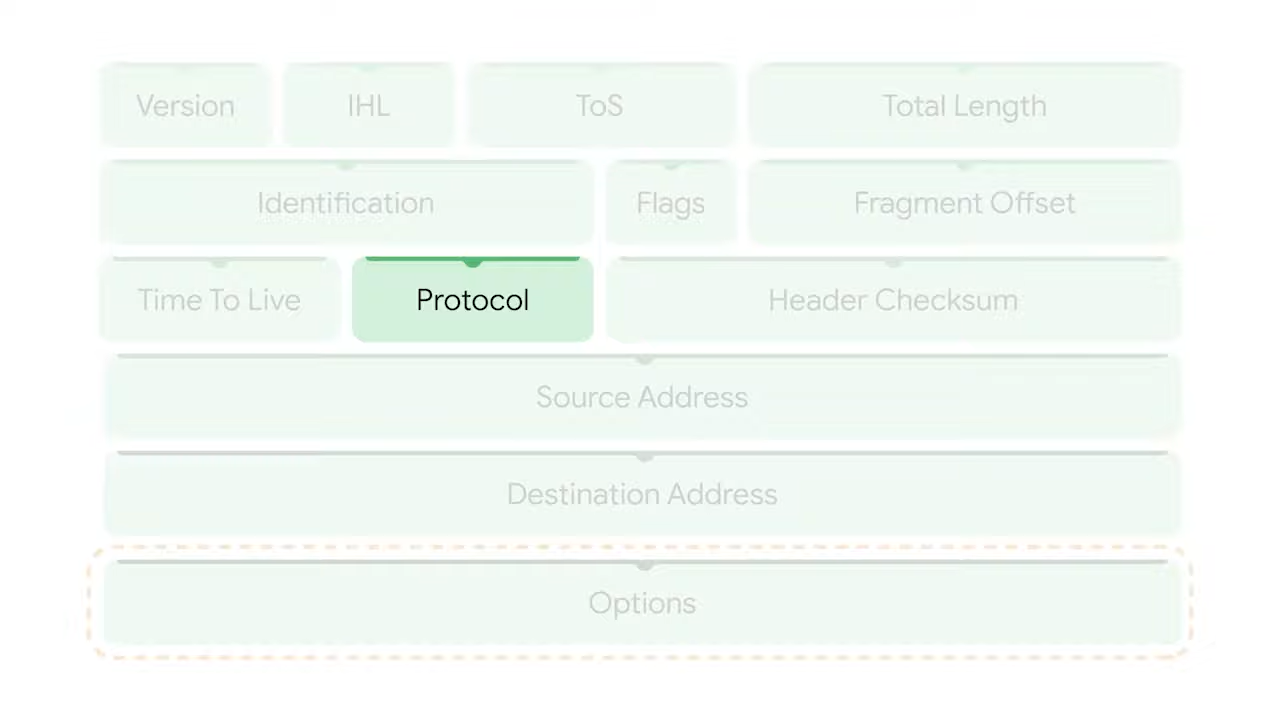 Version IHL ToS Total Length
Identification Flags Fragment Offset
Time To Live Protocol Header Checksum
Source Address
Destination Address
Options